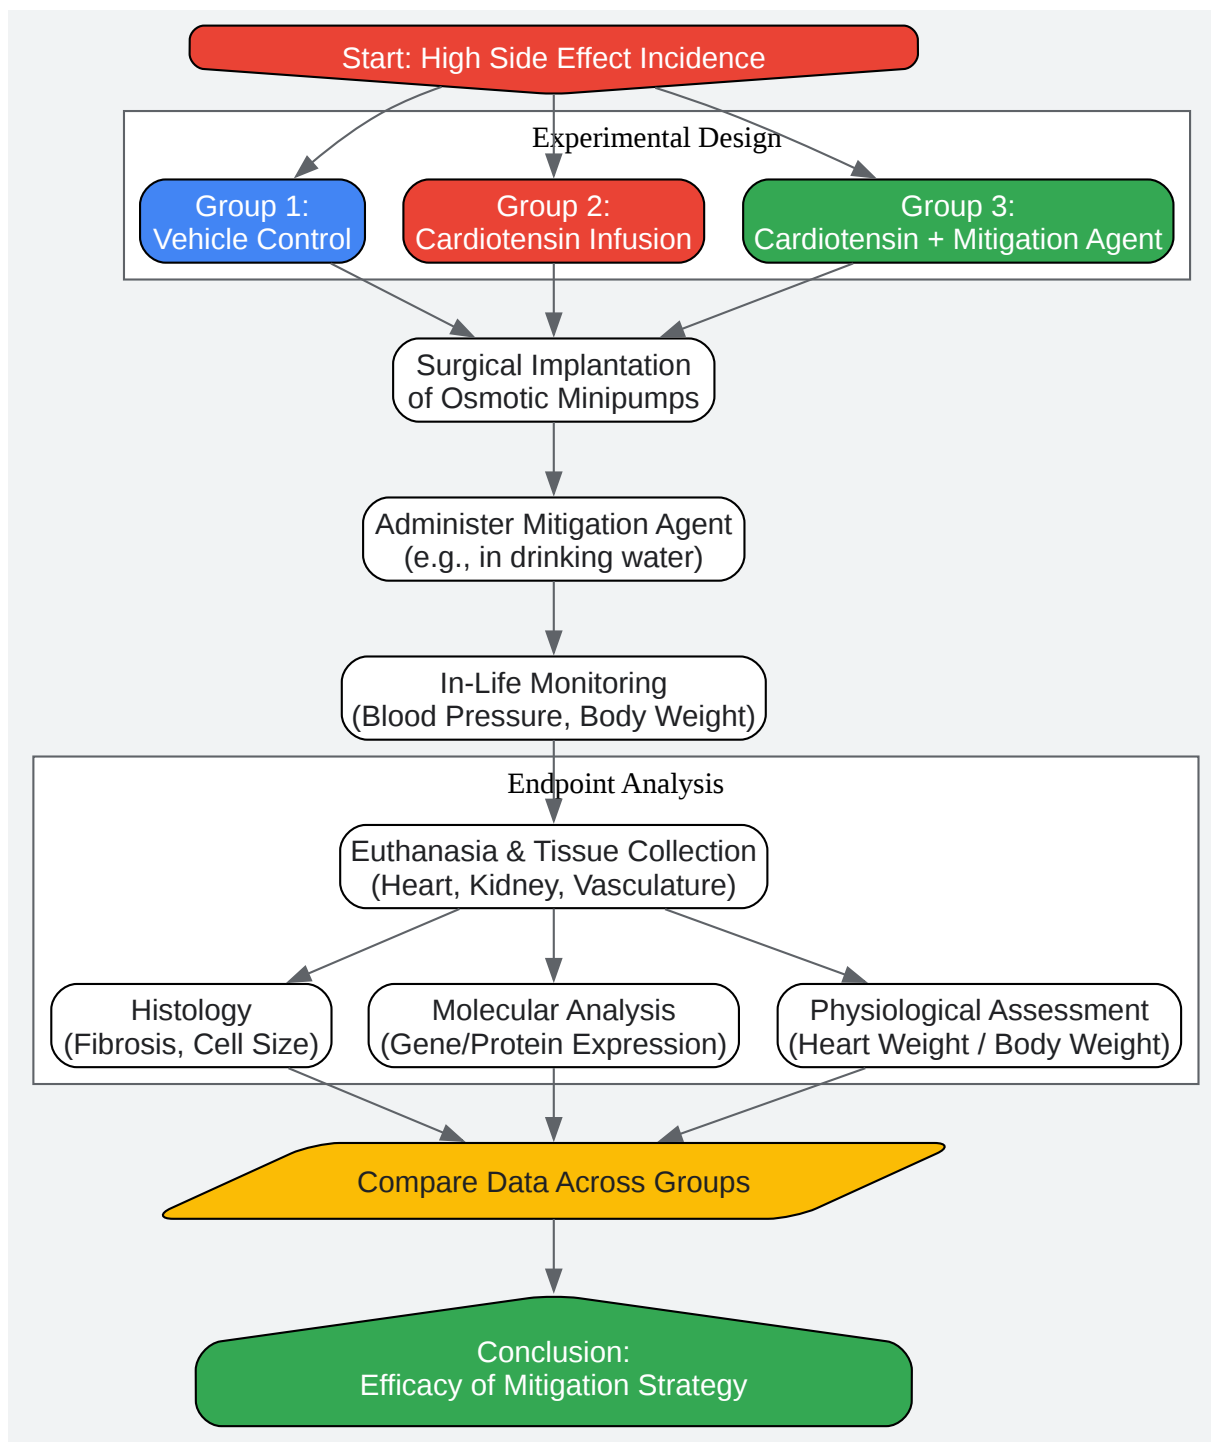 Start: High Side Effect Incidence
Experimental Design
Group 1:
Vehicle Control
Group 2:
Cardiotensin Infusion
Group 3:
Cardiotensin + Mitigation Agent
Surgical Implantation
of Osmotic Minipumps
Administer Mitigation Agent
(e.g., in drinking water)
In-Life Monitoring
(Blood Pressure, Body Weight)
Endpoint Analysis
Euthanasia & Tissue Collection
(Heart, Kidney, Vasculature)
Histology
(Fibrosis, Cell Size)
Molecular Analysis
(Gene/Protein Expression)
Physiological Assessment
(Heart Weight / Body Weight)
Compare Data Across Groups
Conclusion:
Efficacy of Mitigation Strategy